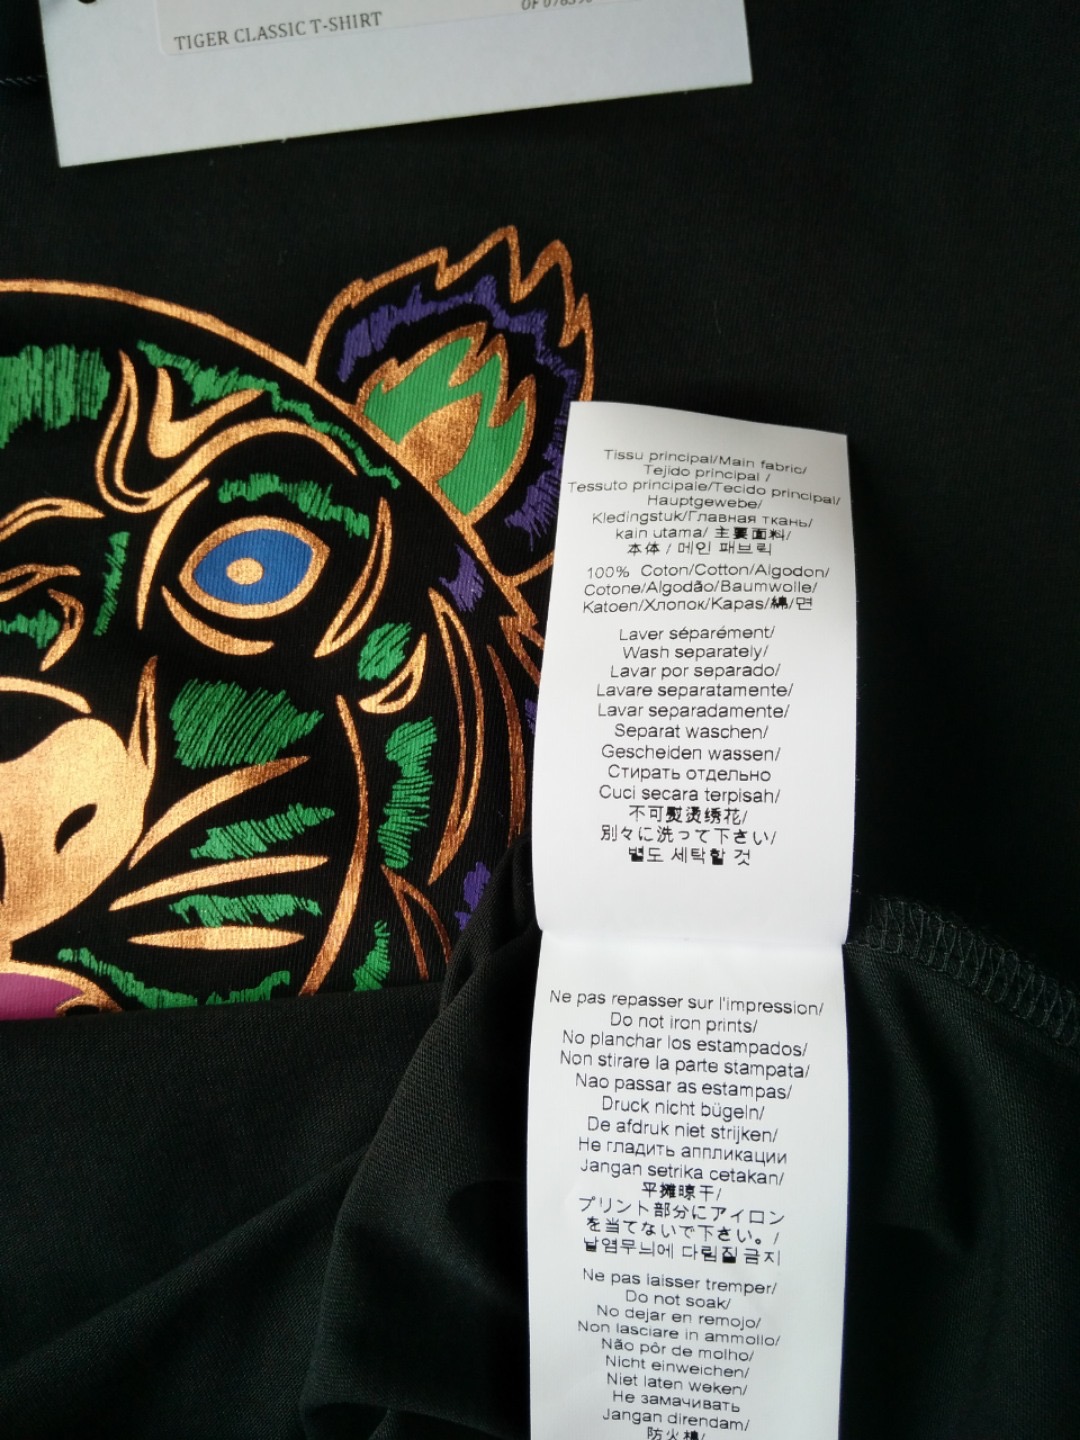 TIGER CLASSIC T-SHIRT
Tissu principal/Main fabric/
Tejido principal /
Tessuto principale/Tecido principal/
Hauptgewebe/
Kledingstuk/Главная ткань/
kain utama/ 主要面料/
本体 / 메인 패브릭
100% Coton/Cotton/Algodon/
Cotone/Algodão/Baumwolle/
Katoen/Хлопок/Kapas/綿/면
Laver séparément/
Wash separately/
Lavar por separado/
Lavare separatamente/
Lavar separadamente/
Separat waschen/
Gescheiden wassen/
Стирать отдельно
Cuci secara terpisah/
不可熨烫绣花/
別々に洗って下さい/
별도 세탁할 것
Ne pas repasser sur l'impression/
Do not iron prints/
No planchar los estampados/
Non stirare la parte stampata/
Nao passar as estampas/
Druck nicht bügeln/
De afdruk niet strijken/
Не гладить аппликации
Jangan setrika cetakan/
平摊晾干/
プリント部分にアイロン
を当てないで下さい。/
날염무늬에 다림질 금지
Ne pas laisser tremper/
Do not soak/
No dejar en remojo/
Non lasciare in ammollo/
Não pôr de molho/
Nicht einweichen/
Niet laten weken/
Не замачивать
Jangan direndam/
防火棉/